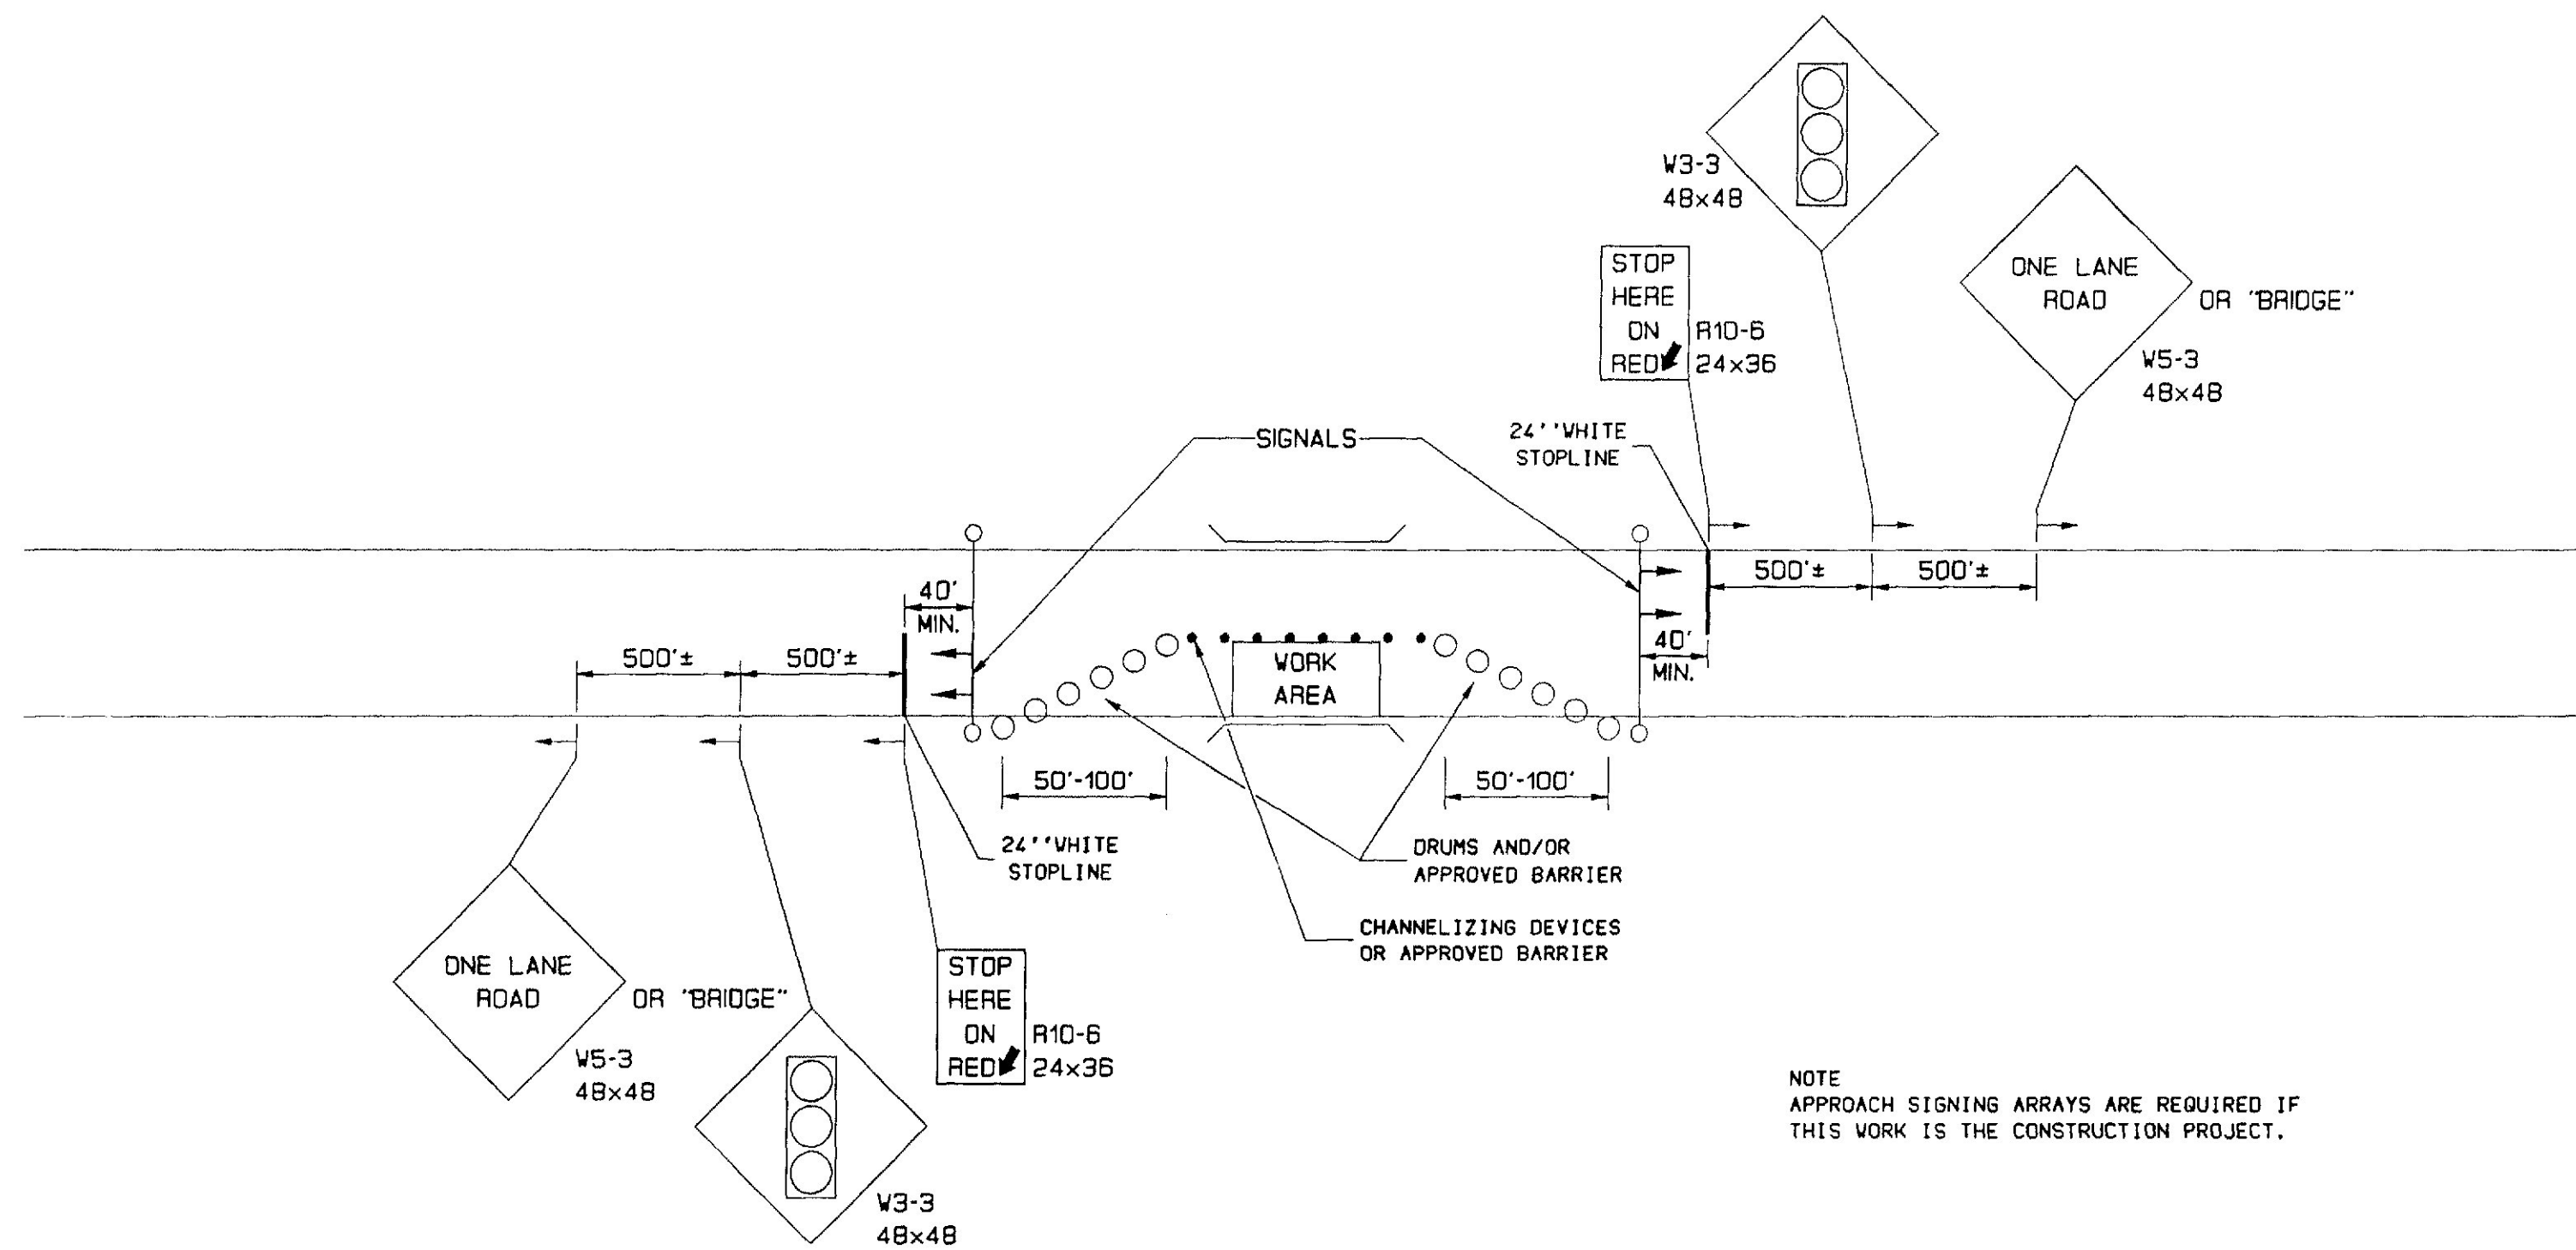 W3-3
48x48
STOP
HERE
ON
RED
R10-6
24x36
ONE LANE
ROAD
OR "BRIDGE"
W5-3
48x48
24''WHITE
STOPLINE
SIGNALS
40'
MIN.
500'±
500'±
500'±
500'±
40'
MIN.
WORK
AREA
50'-100'
50'-100'
24''WHITE
STOPLINE
DRUMS AND/OR
APPROVED BARRIER
CHANNELIZING DEVICES
OR APPROVED BARRIER
ONE LANE
ROAD
OR "BRIDGE"
W5-3
48x48
STOP
HERE
ON
RED
R10-6
24x36
W3-3
48x48
NOTE
APPROACH SIGNING ARRAYS ARE REQUIRED IF
THIS WORK IS THE CONSTRUCTION PROJECT.